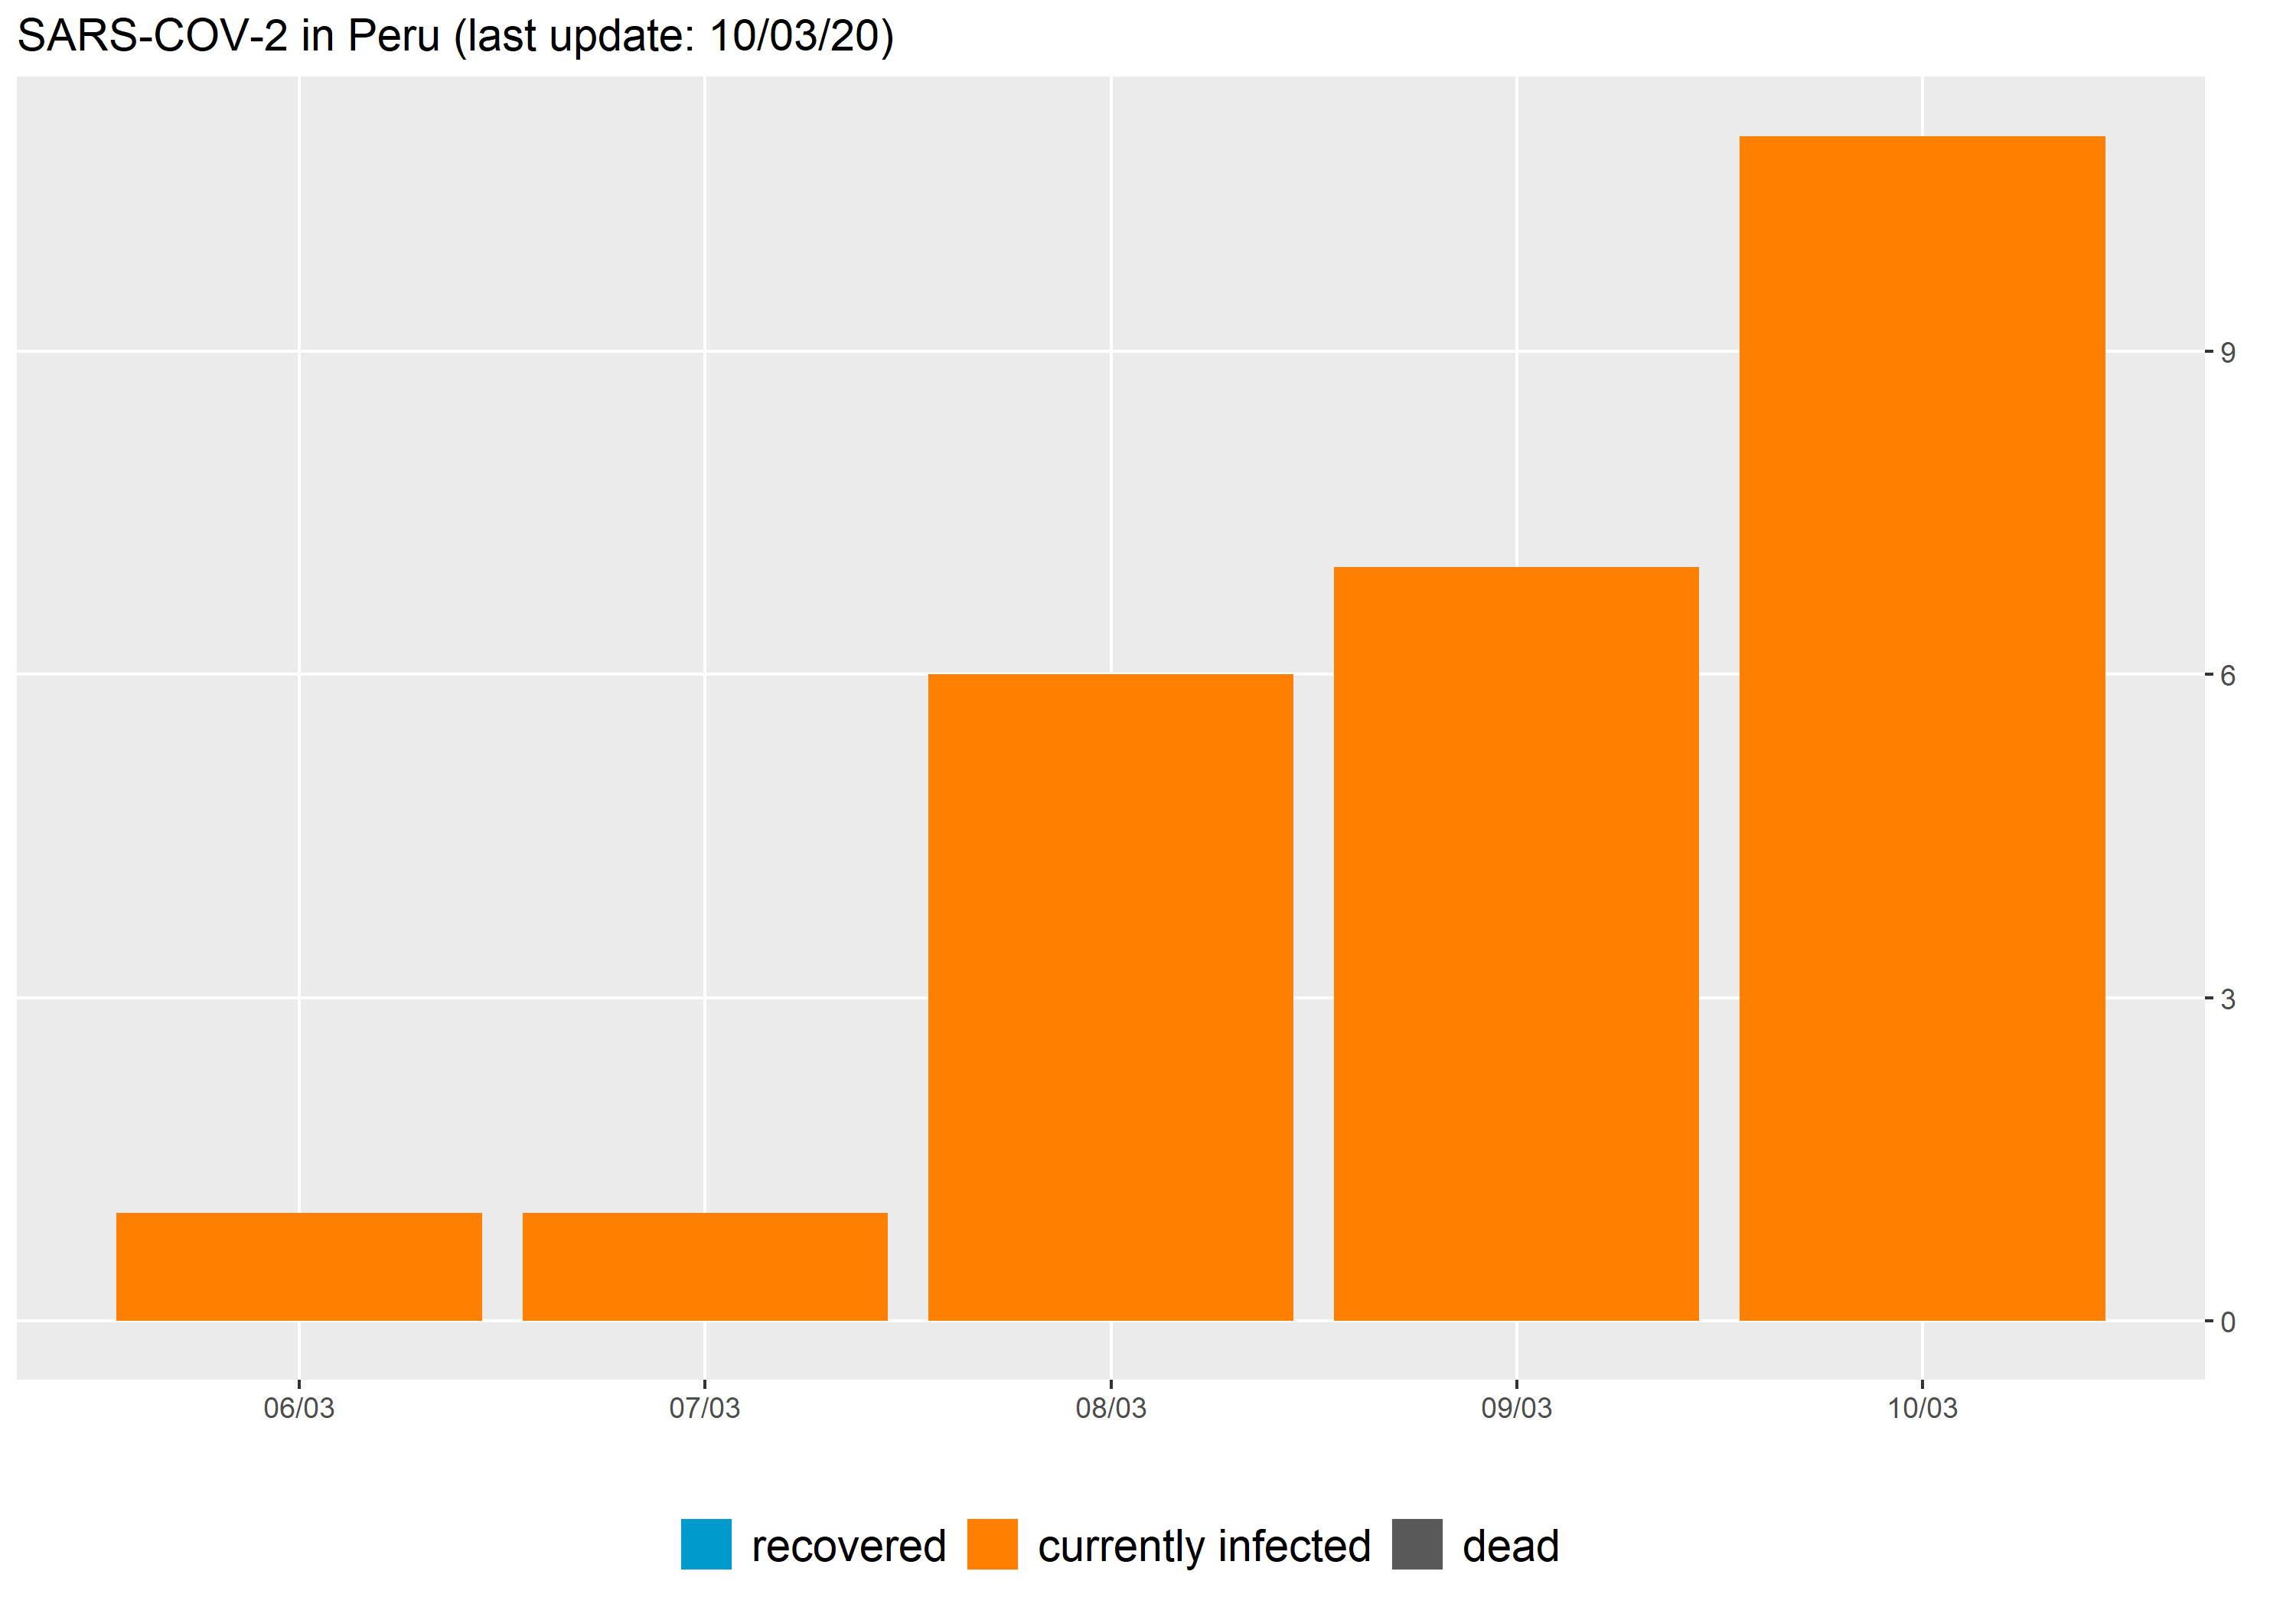 SARS-COV-2 in Peru (last update: 10/03/20)
9
6
3
0
06/03 07/03 08/03 09/03 10/03
recovered currently infected dead